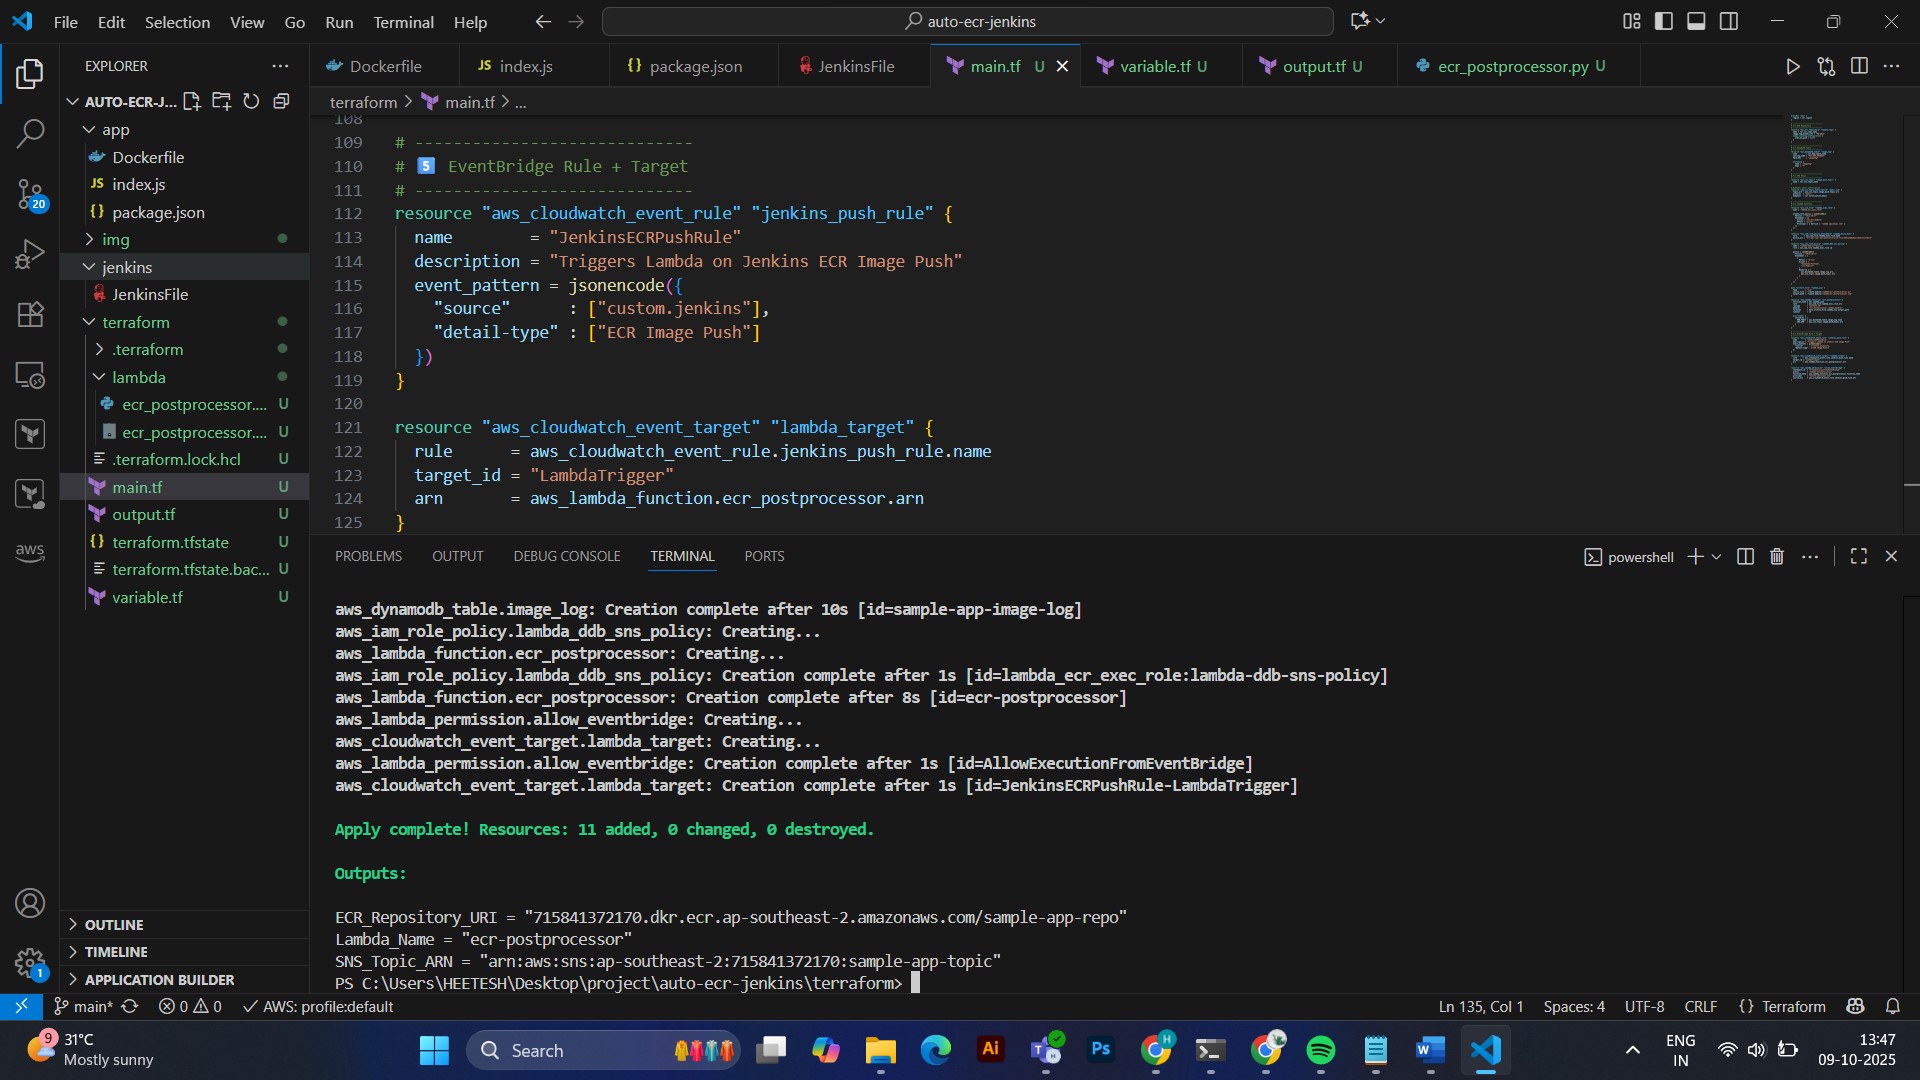 File Edit Selection View Go Run Terminal Help
auto-ecr-jenkins
EXPLORER
AUTO-ECR-J...
app
Dockerfile
JS index.js
{} package.json
img
jenkins
JenkinsFile
terraform
.terraform
lambda
ecr_postprocessor.... U
ecr_postprocessor.... U
.terraform.lock.hcl U
main.tf U
output.tf U
{} terraform.tfstate U
terraform.tfstate.bac... U
variable.tf U
OUTLINE
TIMELINE
APPLICATION BUILDER
20
aws
1
Dockerfile
JS index.js
{} package.json
JenkinsFile
main.tf U
variable.tf U
output.tf U
ecr_postprocessor.py U
terraform > main.tf > ...
108
109 # -----------------------------
110 # 5️⃣ EventBridge Rule + Target
111 # -----------------------------
112 resource "aws_cloudwatch_event_rule" "jenkins_push_rule" {
113 name = "JenkinsECRPushRule"
114 description = "Triggers Lambda on Jenkins ECR Image Push"
115 event_pattern = jsonencode({
116 "source" : ["custom.jenkins"],
117 "detail-type" : ["ECR Image Push"]
118 })
119 }
120
121 resource "aws_cloudwatch_event_target" "lambda_target" {
122 rule = aws_cloudwatch_event_rule.jenkins_push_rule.name
123 target_id = "LambdaTrigger"
124 arn = aws_lambda_function.ecr_postprocessor.arn
125 }
PROBLEMS OUTPUT DEBUG CONSOLE TERMINAL PORTS
powershell
aws_dynamodb_table.image_log: Creation complete after 10s [id=sample-app-image-log]
aws_iam_role_policy.lambda_ddb_sns_policy: Creating...
aws_lambda_function.ecr_postprocessor: Creating...
aws_iam_role_policy.lambda_ddb_sns_policy: Creation complete after 1s [id=lambda_ecr_exec_role:lambda-ddb-sns-policy]
aws_lambda_function.ecr_postprocessor: Creation complete after 8s [id=ecr-postprocessor]
aws_lambda_permission.allow_eventbridge: Creating...
aws_cloudwatch_event_target.lambda_target: Creating...
aws_lambda_permission.allow_eventbridge: Creation complete after 1s [id=AllowExecutionFromEventBridge]
aws_cloudwatch_event_target.lambda_target: Creation complete after 1s [id=JenkinsECRPushRule-LambdaTrigger]
Apply complete! Resources: 11 added, 0 changed, 0 destroyed.
Outputs:
ECR_Repository_URI = "715841372170.dkr.ecr.ap-southeast-2.amazonaws.com/sample-app-repo"
Lambda_Name = "ecr-postprocessor"
SNS_Topic_ARN = "arn:aws:sns:ap-southeast-2:715841372170:sample-app-topic"
PS C:\Users\HEETESH\Desktop\project\auto-ecr-jenkins\terraform>
main* 0 0 AWS: profile:default
Ln 135, Col 1 Spaces: 4 UTF-8 CRLF {} Terraform
9
31°C
Mostly sunny
Search
Ai
T
H
Ps
H
W
ENG
IN
13:47
09-10-2025